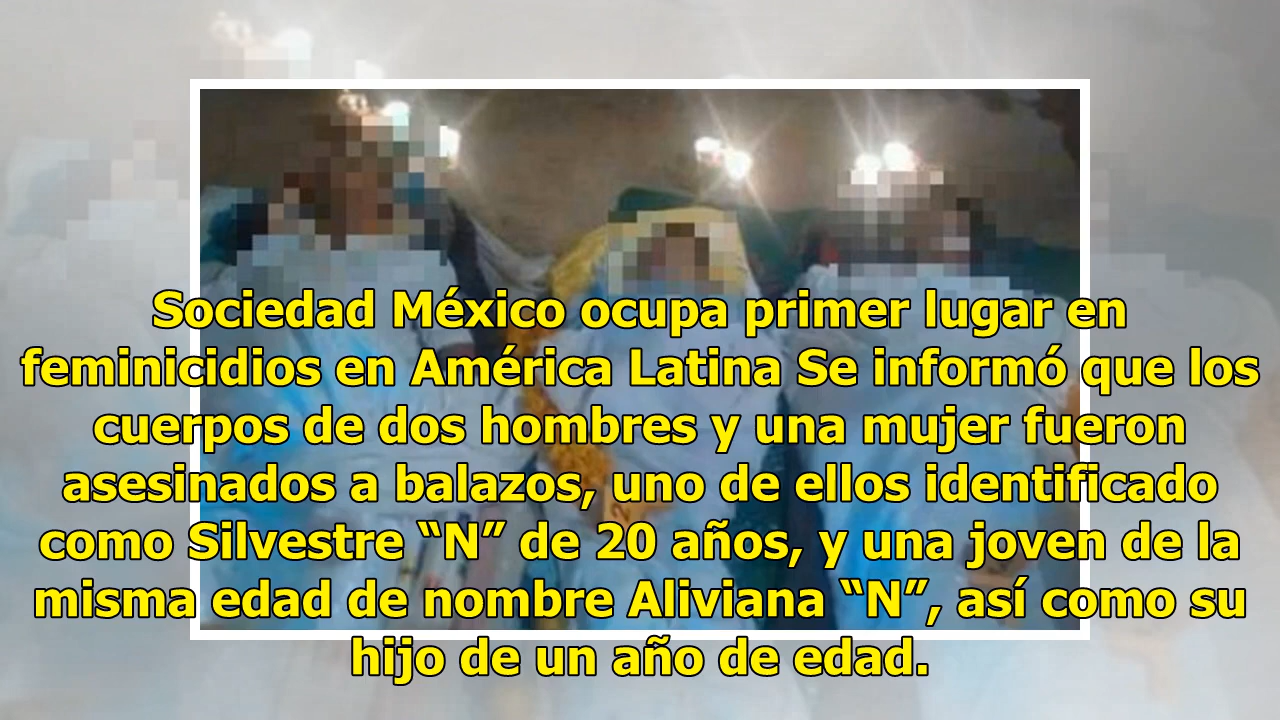 Sociedad México ocupa primer lugar en
feminicidios en América Latina Se informó que los
cuerpos de dos hombres y una mujer fueron
asesinados a balazos, uno de ellos identificado
como Silvestre “N” de 20 años, y una joven de la
misma edad de nombre Aliviana “N”, así como su
hijo de un año de edad.